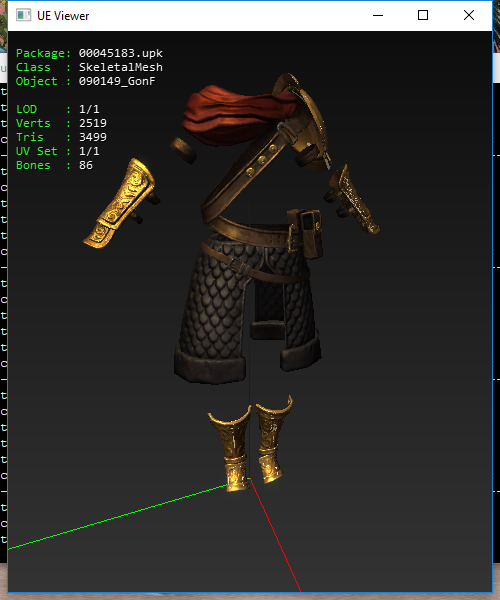 UE Viewer
Package: 00045183.upk
Class  : SkeletalMesh
Object : 090149_GonF
LOD    : 1/1
Verts  : 2519
Tris   : 3499
UV Set : 1/1
Bones  : 86